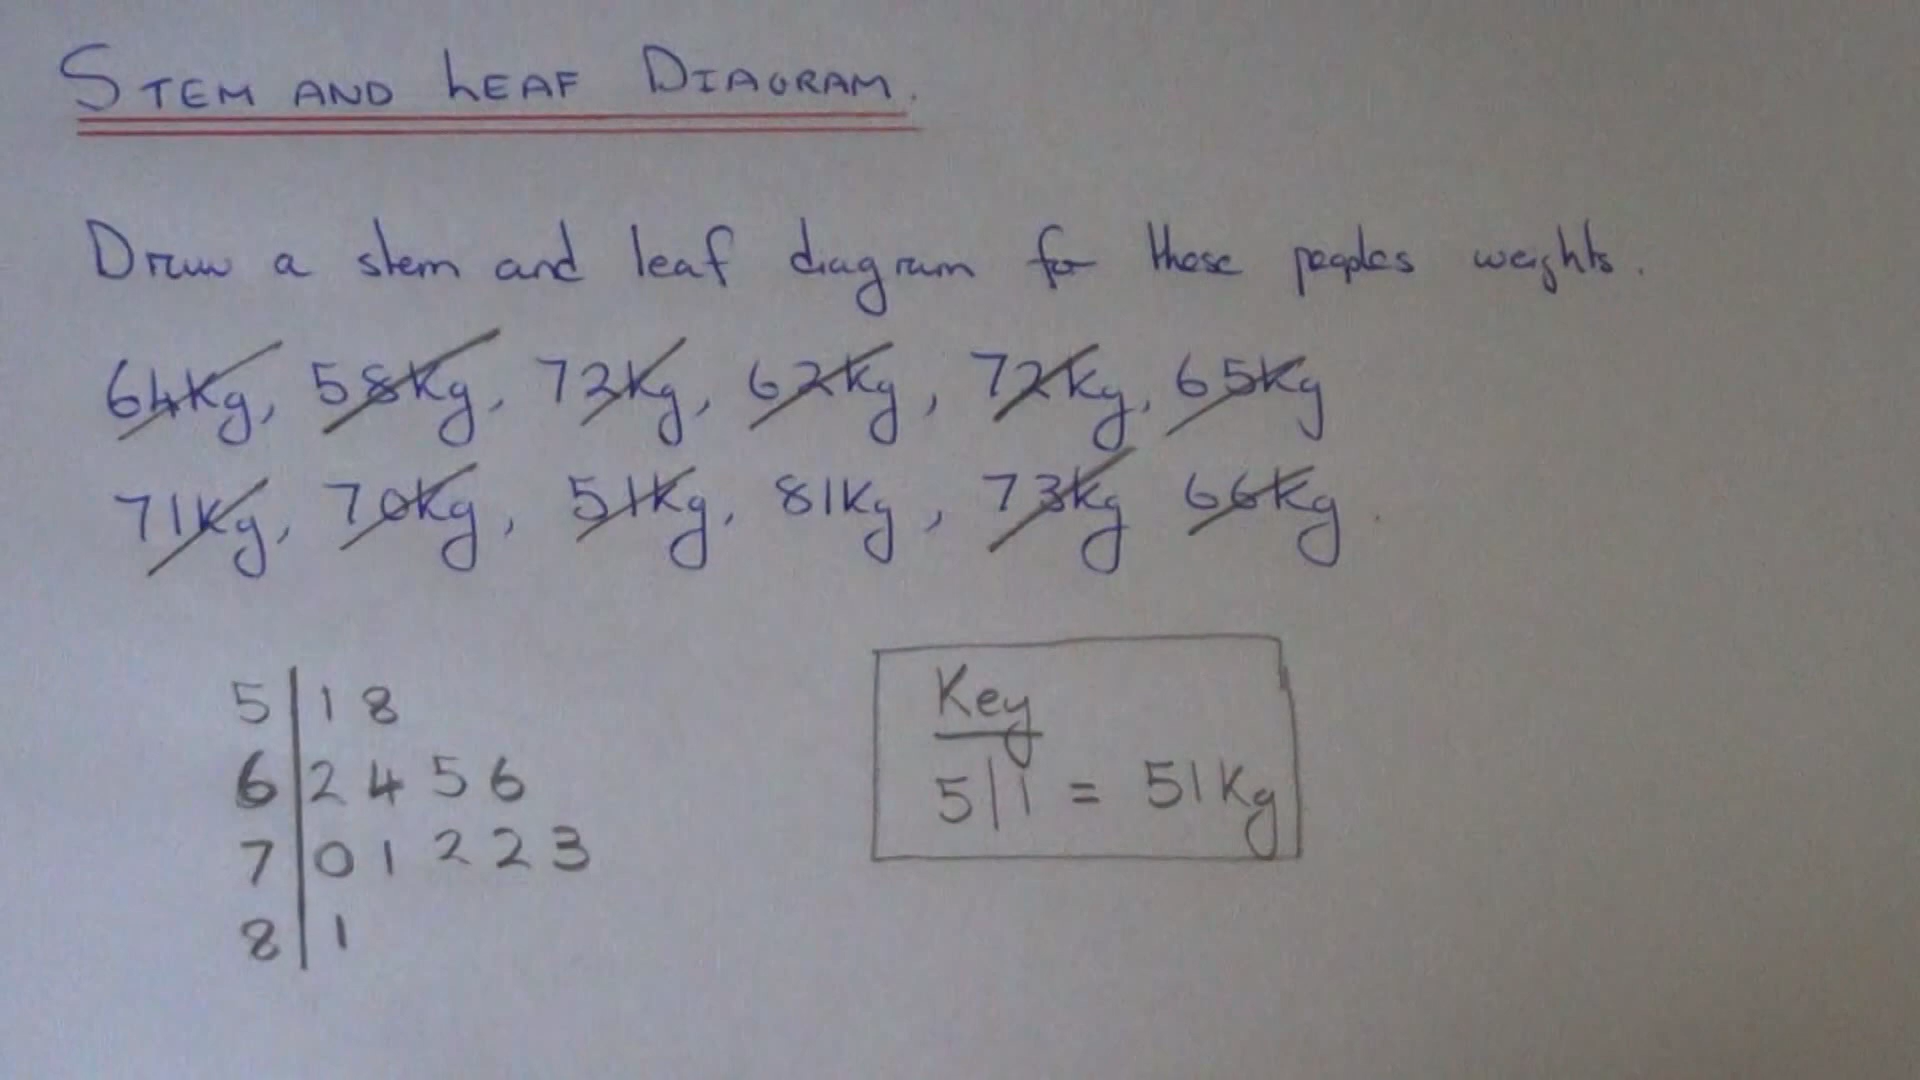 STEM AND LEAF DIAGRAM.
Draw a stem and leaf diagram for these peoples weights.
64Kg, 58Kg, 72Kg, 62Kg, 72Kg, 65Kg
71Kg, 70Kg, 51Kg, 81Kg, 73Kg 66Kg.
5 | 1 8
6 | 2 4 5 6
7 | 0 1 2 2 3
8 | 1
Key
5|1 = 51Kg